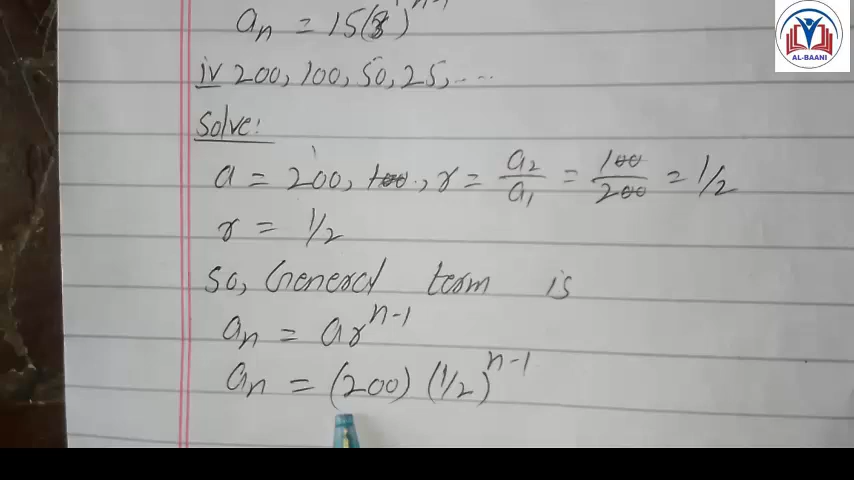 aₙ = 15(3)ⁿ⁻¹
iv 200, 100, 50, 25, ....
Solve:
a = 200, , r = a₂/a₁ = 100/200 = 1/2
r = 1/2
So, General term is
aₙ = arⁿ⁻¹
aₙ = (200) (1/2)ⁿ⁻¹
AL-BAANI